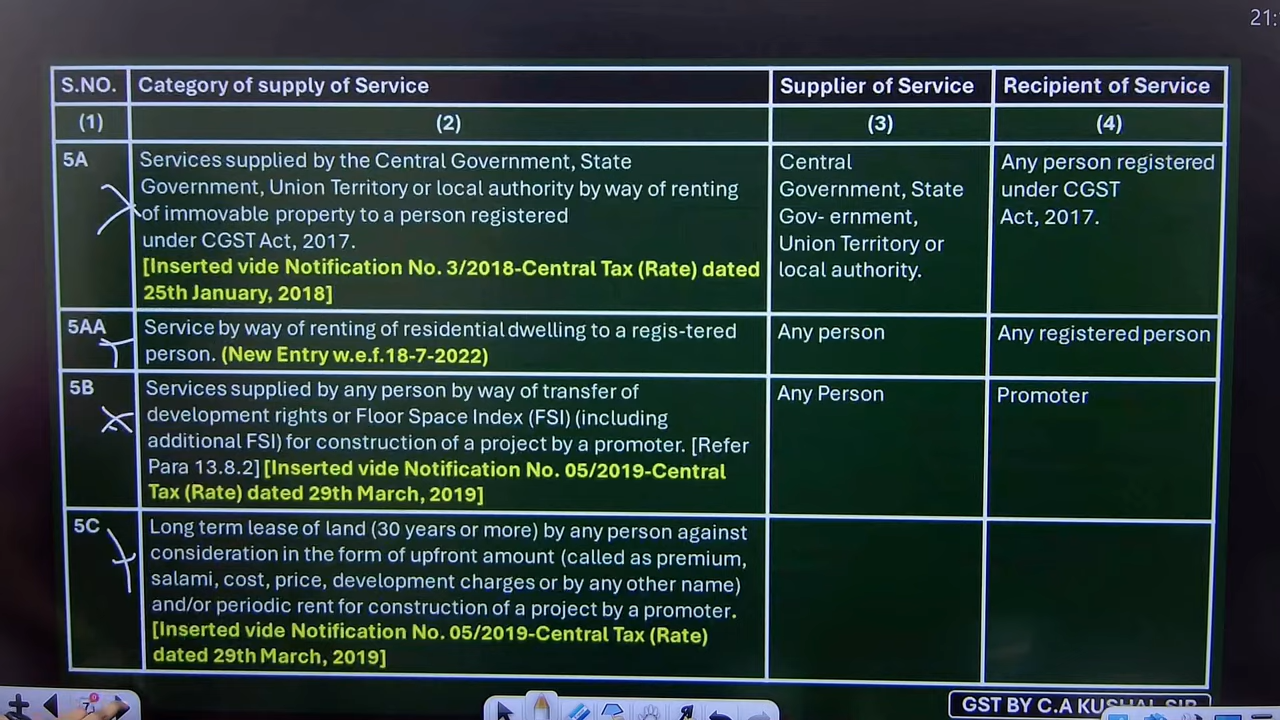 21:
S.NO. Category of supply of Service Supplier of Service Recipient of Service
(1) (2) (3) (4)
5A
Services supplied by the Central Government, State
Government, Union Territory or local authority by way of renting
of immovable property to a person registered
under CGST Act, 2017.
[Inserted vide Notification No. 3/2018-Central Tax (Rate) dated
25th January, 2018]
Central
Government, State
Gov- ernment,
Union Territory or
local authority.
Any person registered
under CGST
Act, 2017.
5AA
Service by way of renting of residential dwelling to a regis-tered
person. (New Entry w.e.f.18-7-2022)
Any person
Any registered person
5B
Services supplied by any person by way of transfer of
development rights or Floor Space Index (FSI) (including
additional FSI) for construction of a project by a promoter. [Refer
Para 13.8.2] [Inserted vide Notification No. 05/2019-Central
Tax (Rate) dated 29th March, 2019]
Any Person
Promoter
5C
Long term lease of land (30 years or more) by any person against
consideration in the form of upfront amount (called as premium,
salami, cost, price, development charges or by any other name)
and/or periodic rent for construction of a project by a promoter.
[Inserted vide Notification No. 05/2019-Central Tax (Rate)
dated 29th March, 2019]
GST BY C.A KUSHAL SIR